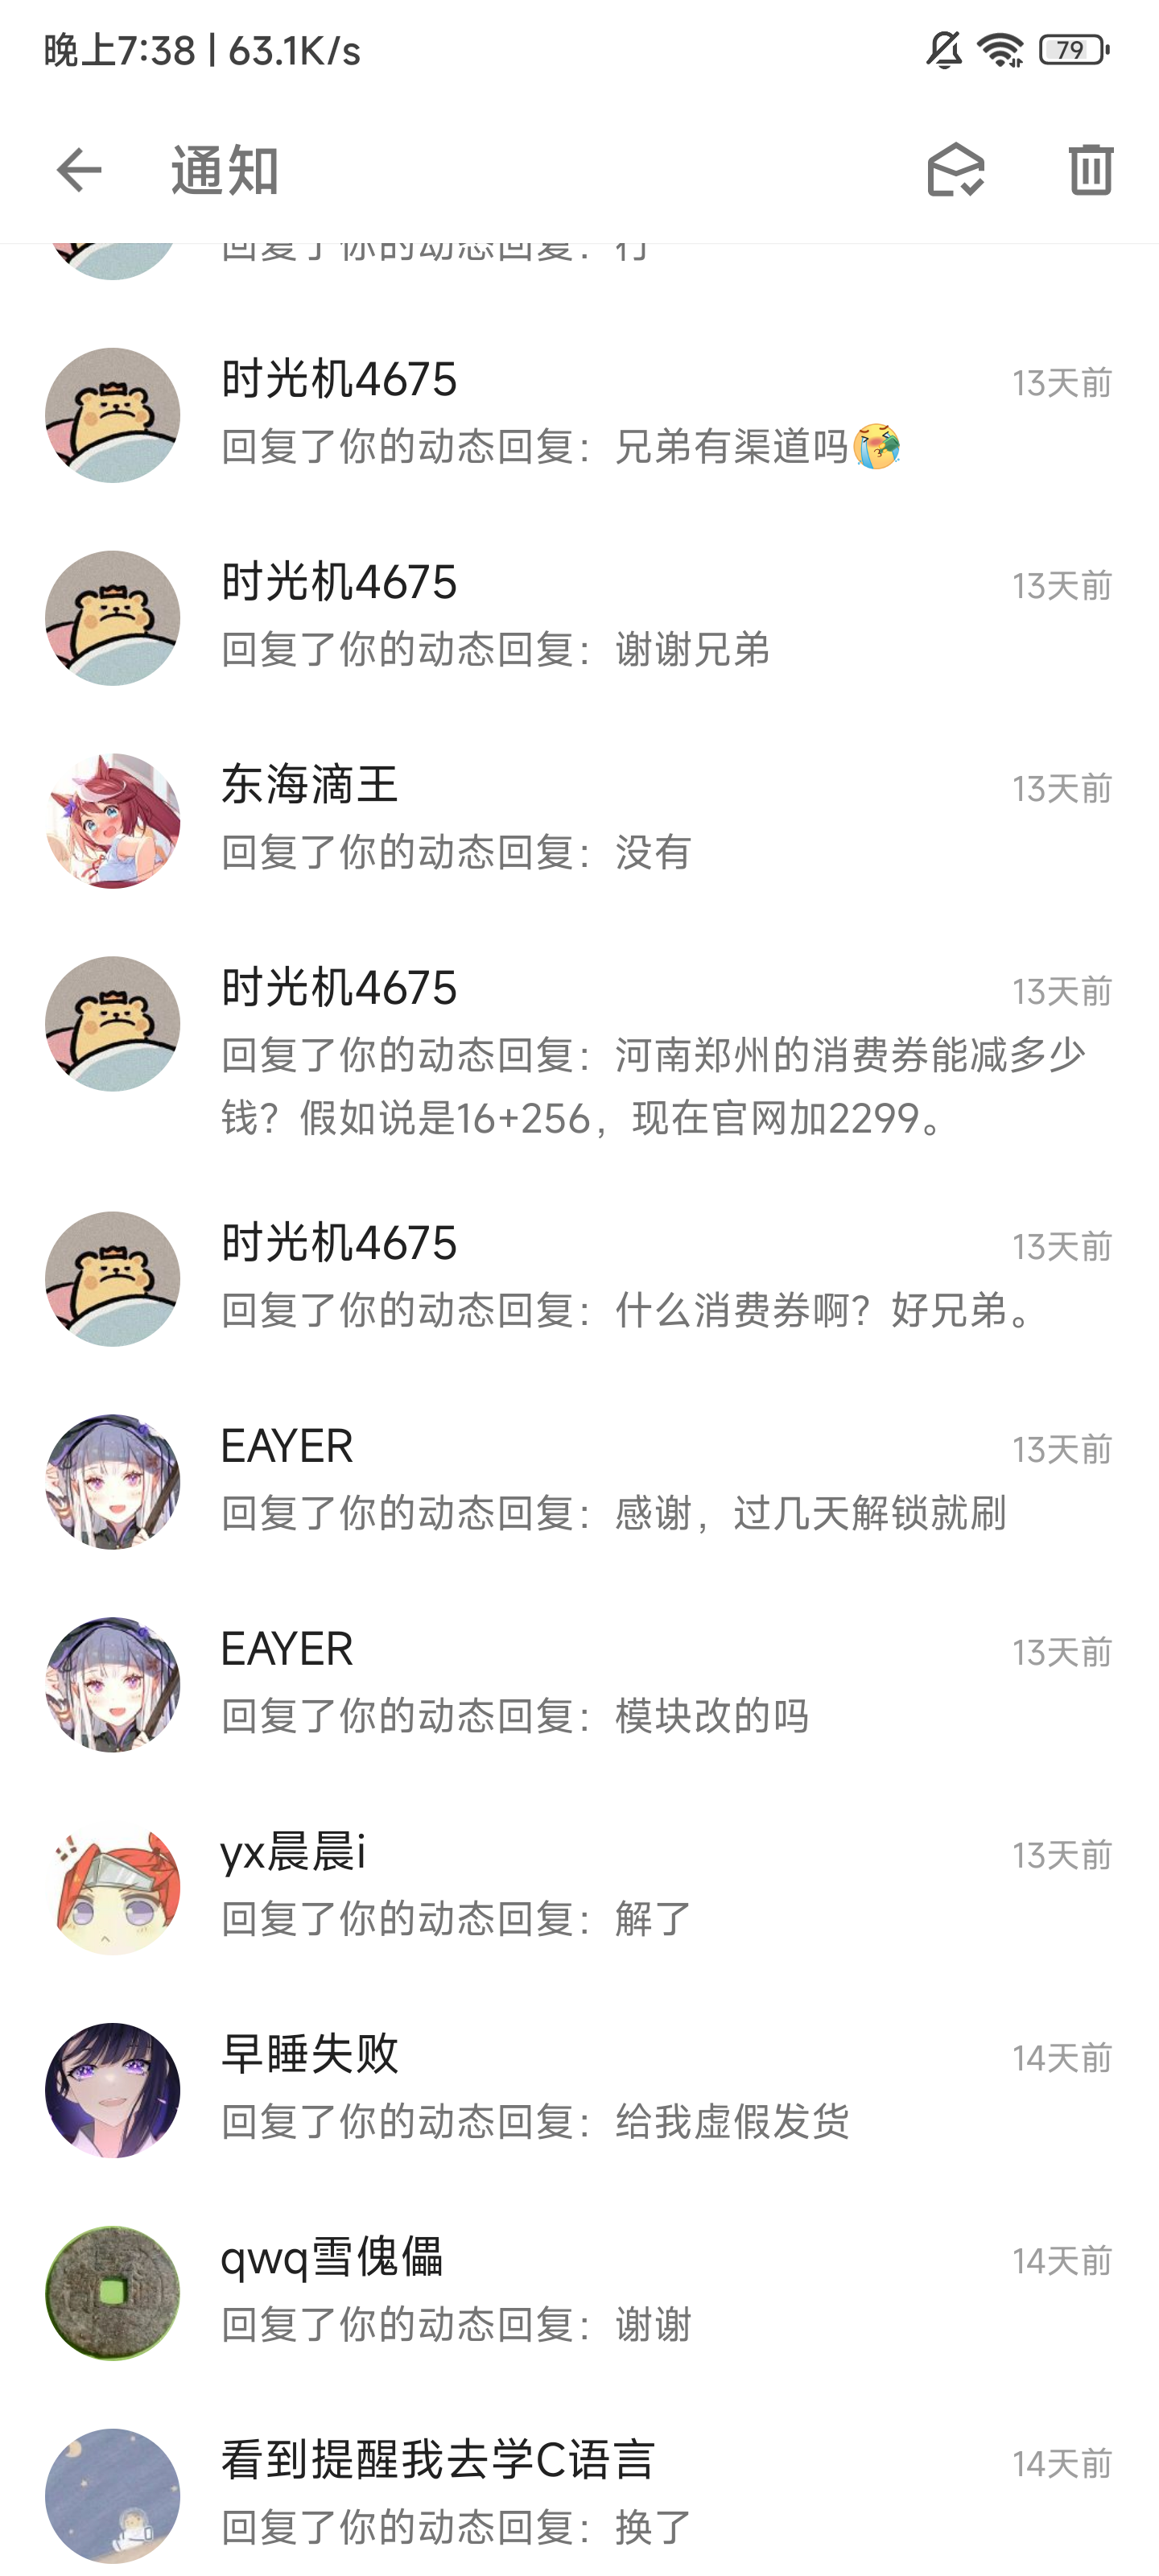 晚上7:38 | 63.1K/s
79
通知
回复了你的动态回复：行
时光机4675
13天前
回复了你的动态回复：兄弟有渠道吗
时光机4675
13天前
回复了你的动态回复：谢谢兄弟
东海滴王
13天前
回复了你的动态回复：没有
时光机4675
13天前
回复了你的动态回复：河南郑州的消费券能减多少
钱？假如说是16+256，现在官网加2299。
时光机4675
13天前
回复了你的动态回复：什么消费券啊？好兄弟。
EAYER
13天前
回复了你的动态回复：感谢，过几天解锁就刷
EAYER
13天前
回复了你的动态回复：模块改的吗
yx晨晨i
13天前
回复了你的动态回复：解了
早睡失败
14天前
回复了你的动态回复：给我虚假发货
qwq雪傀儡
14天前
回复了你的动态回复：谢谢
看到提醒我去学C语言
14天前
回复了你的动态回复：换了